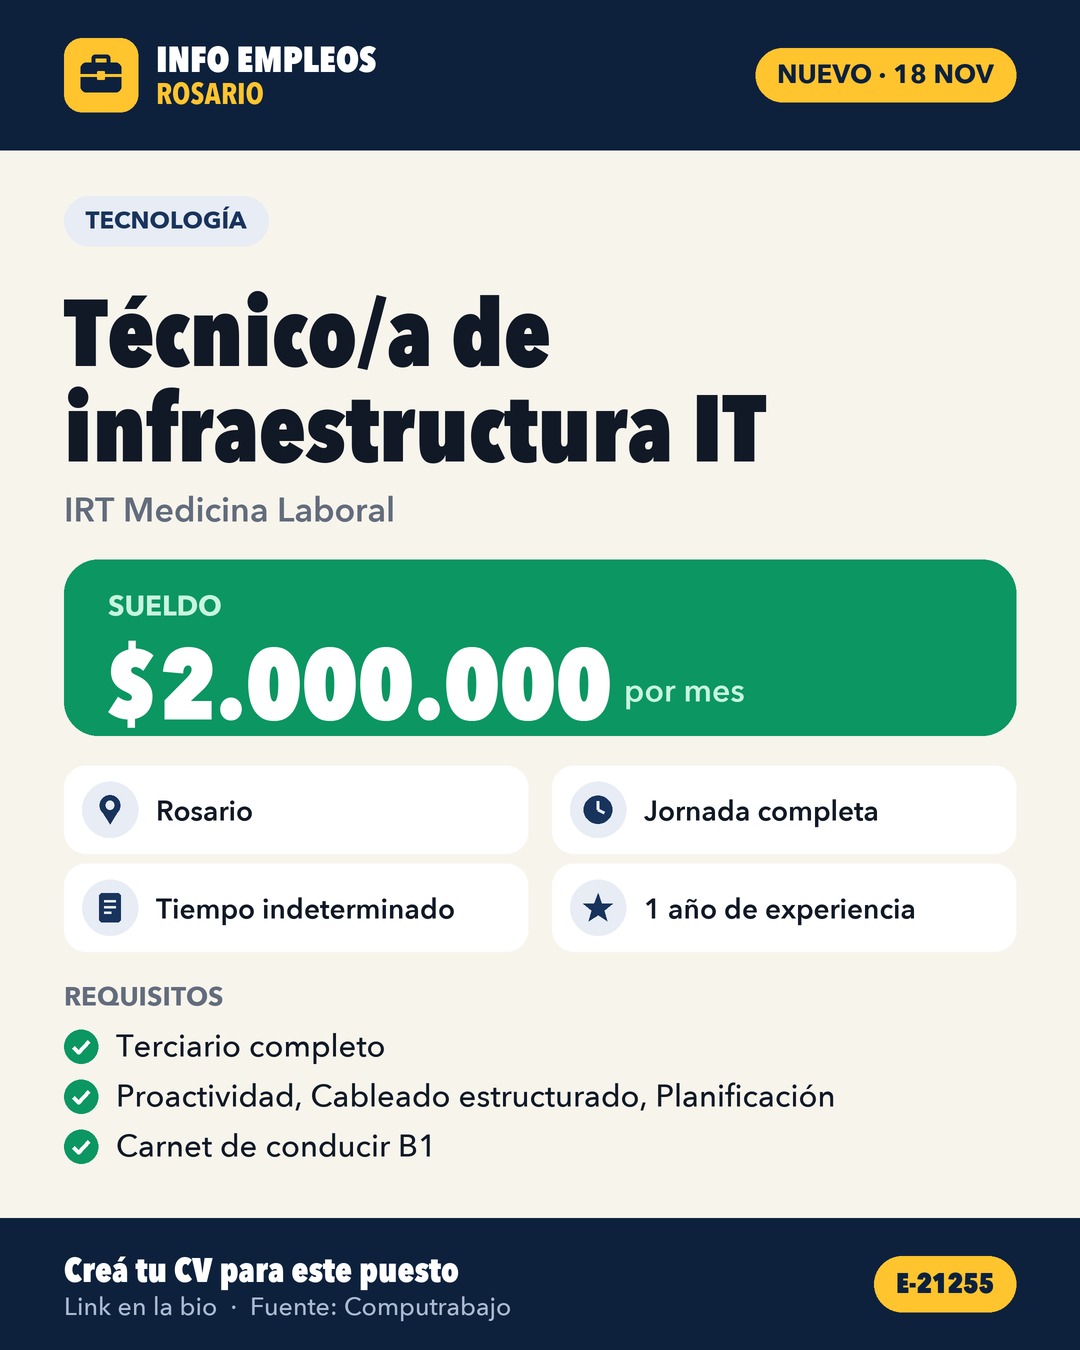 INFO EMPLEOS
ROSARIO
NUEVO · 18 NOV
TECNOLOGÍA
Técnico/a de
infraestructura IT
IRT Medicina Laboral
SUELDO
$2.000.000 por mes
Rosario
Jornada completa
Tiempo indeterminado
1 año de experiencia
REQUISITOS
Terciario completo
Proactividad, Cableado estructurado, Planificación
Carnet de conducir B1
Creá tu CV para este puesto
Link en la bio · Fuente: Computrabajo
E-21255